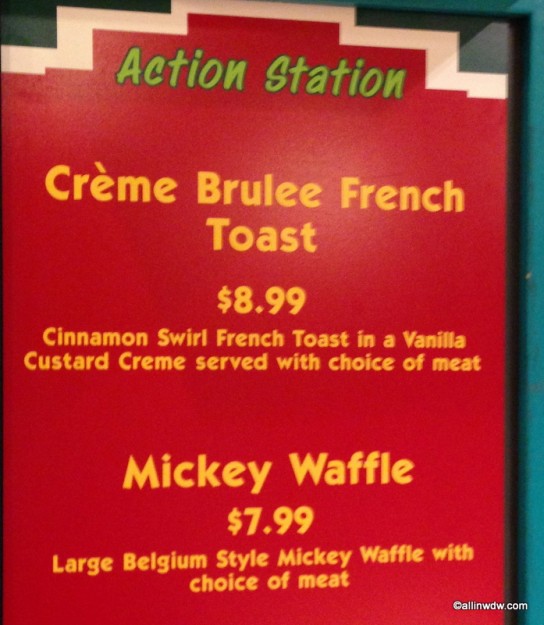 Action Station
Crème Brulee French
Toast
$8.99
Cinnamon Swirl French Toast in a Vanilla
Custard Creme served with choice of meat
Mickey Waffle
$7.99
Large Belgium Style Mickey Waffle with
choice of meat
©allinwdw.com